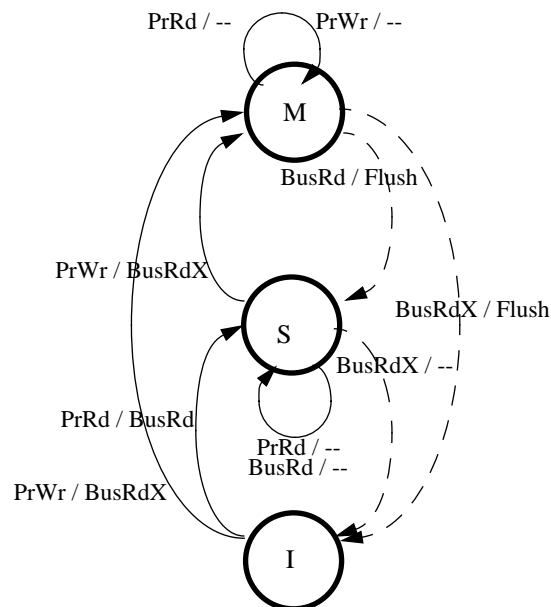 PrRd / -- PrWr / --
M
BusRd / Flush
PrWr / BusRdX
BusRdX / Flush
S
BusRdX / --
PrRd / BusRd
PrRd / --
BusRd / --
PrWr / BusRdX
I